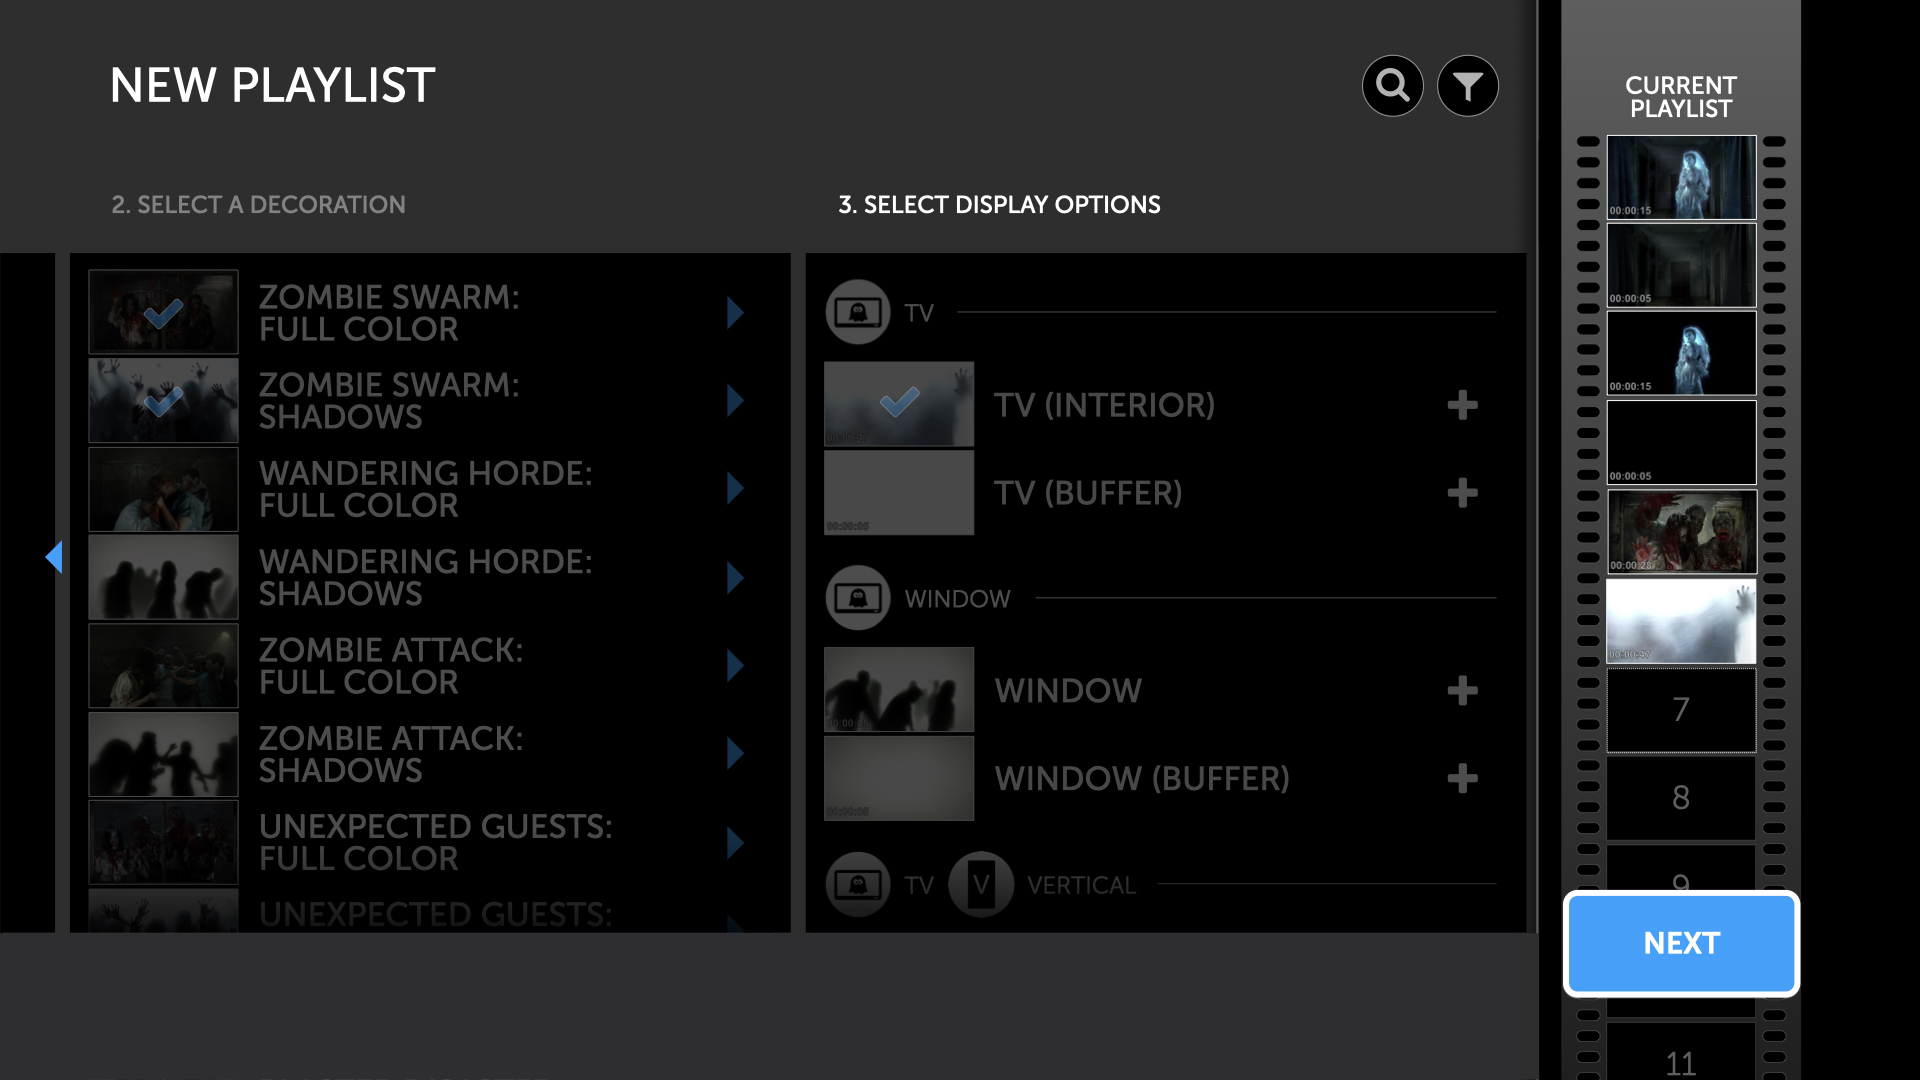 NEW PLAYLIST
2. SELECT A DECORATION
ZOMBIE SWARM:
FULL COLOR
ZOMBIE SWARM:
SHADOWS
WANDERING HORDE:
FULL COLOR
WANDERING HORDE:
SHADOWS
ZOMBIE ATTACK:
FULL COLOR
ZOMBIE ATTACK:
SHADOWS
UNEXPECTED GUESTS:
FULL COLOR
UNEXPECTED GUESTS:
3. SELECT DISPLAY OPTIONS
TV
TV (INTERIOR)
TV (BUFFER)
WINDOW
WINDOW
WINDOW (BUFFER)
TV V VERTICAL
CURRENT
PLAYLIST
00:00:15
00:00:05
00:00:15
00:00:05
00:00:28
00:00:47
7
8
9
NEXT
11